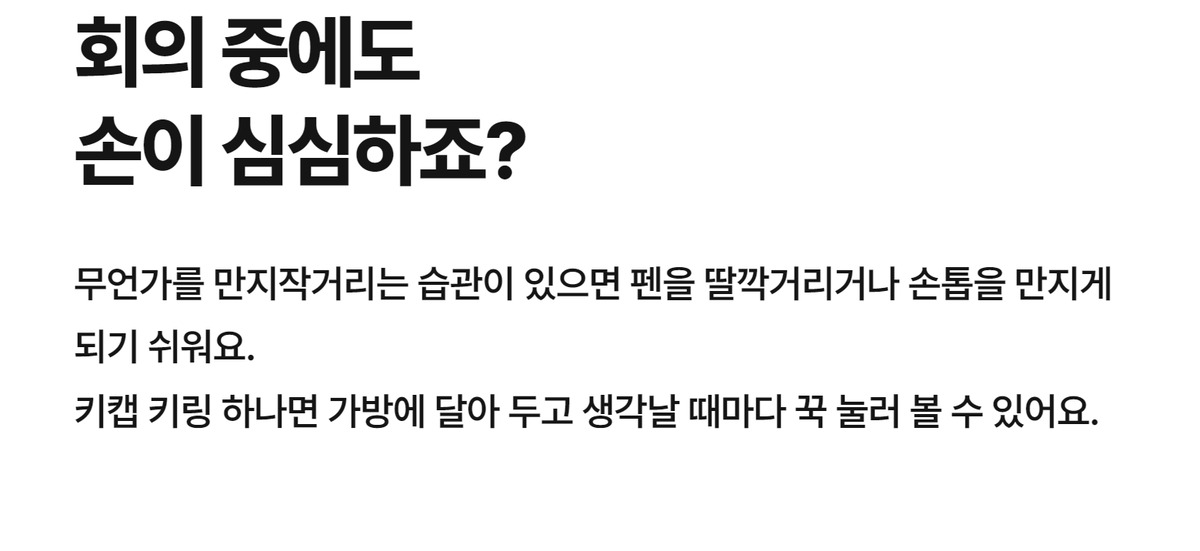 회의 중에도
손이 심심하죠?
무언가를 만지작거리는 습관이 있으면 펜을 딸깍거리거나 손톱을 만지게
되기 쉬워요.
키캡 키링 하나면 가방에 달아 두고 생각날 때마다 꾹 눌러 볼 수 있어요.